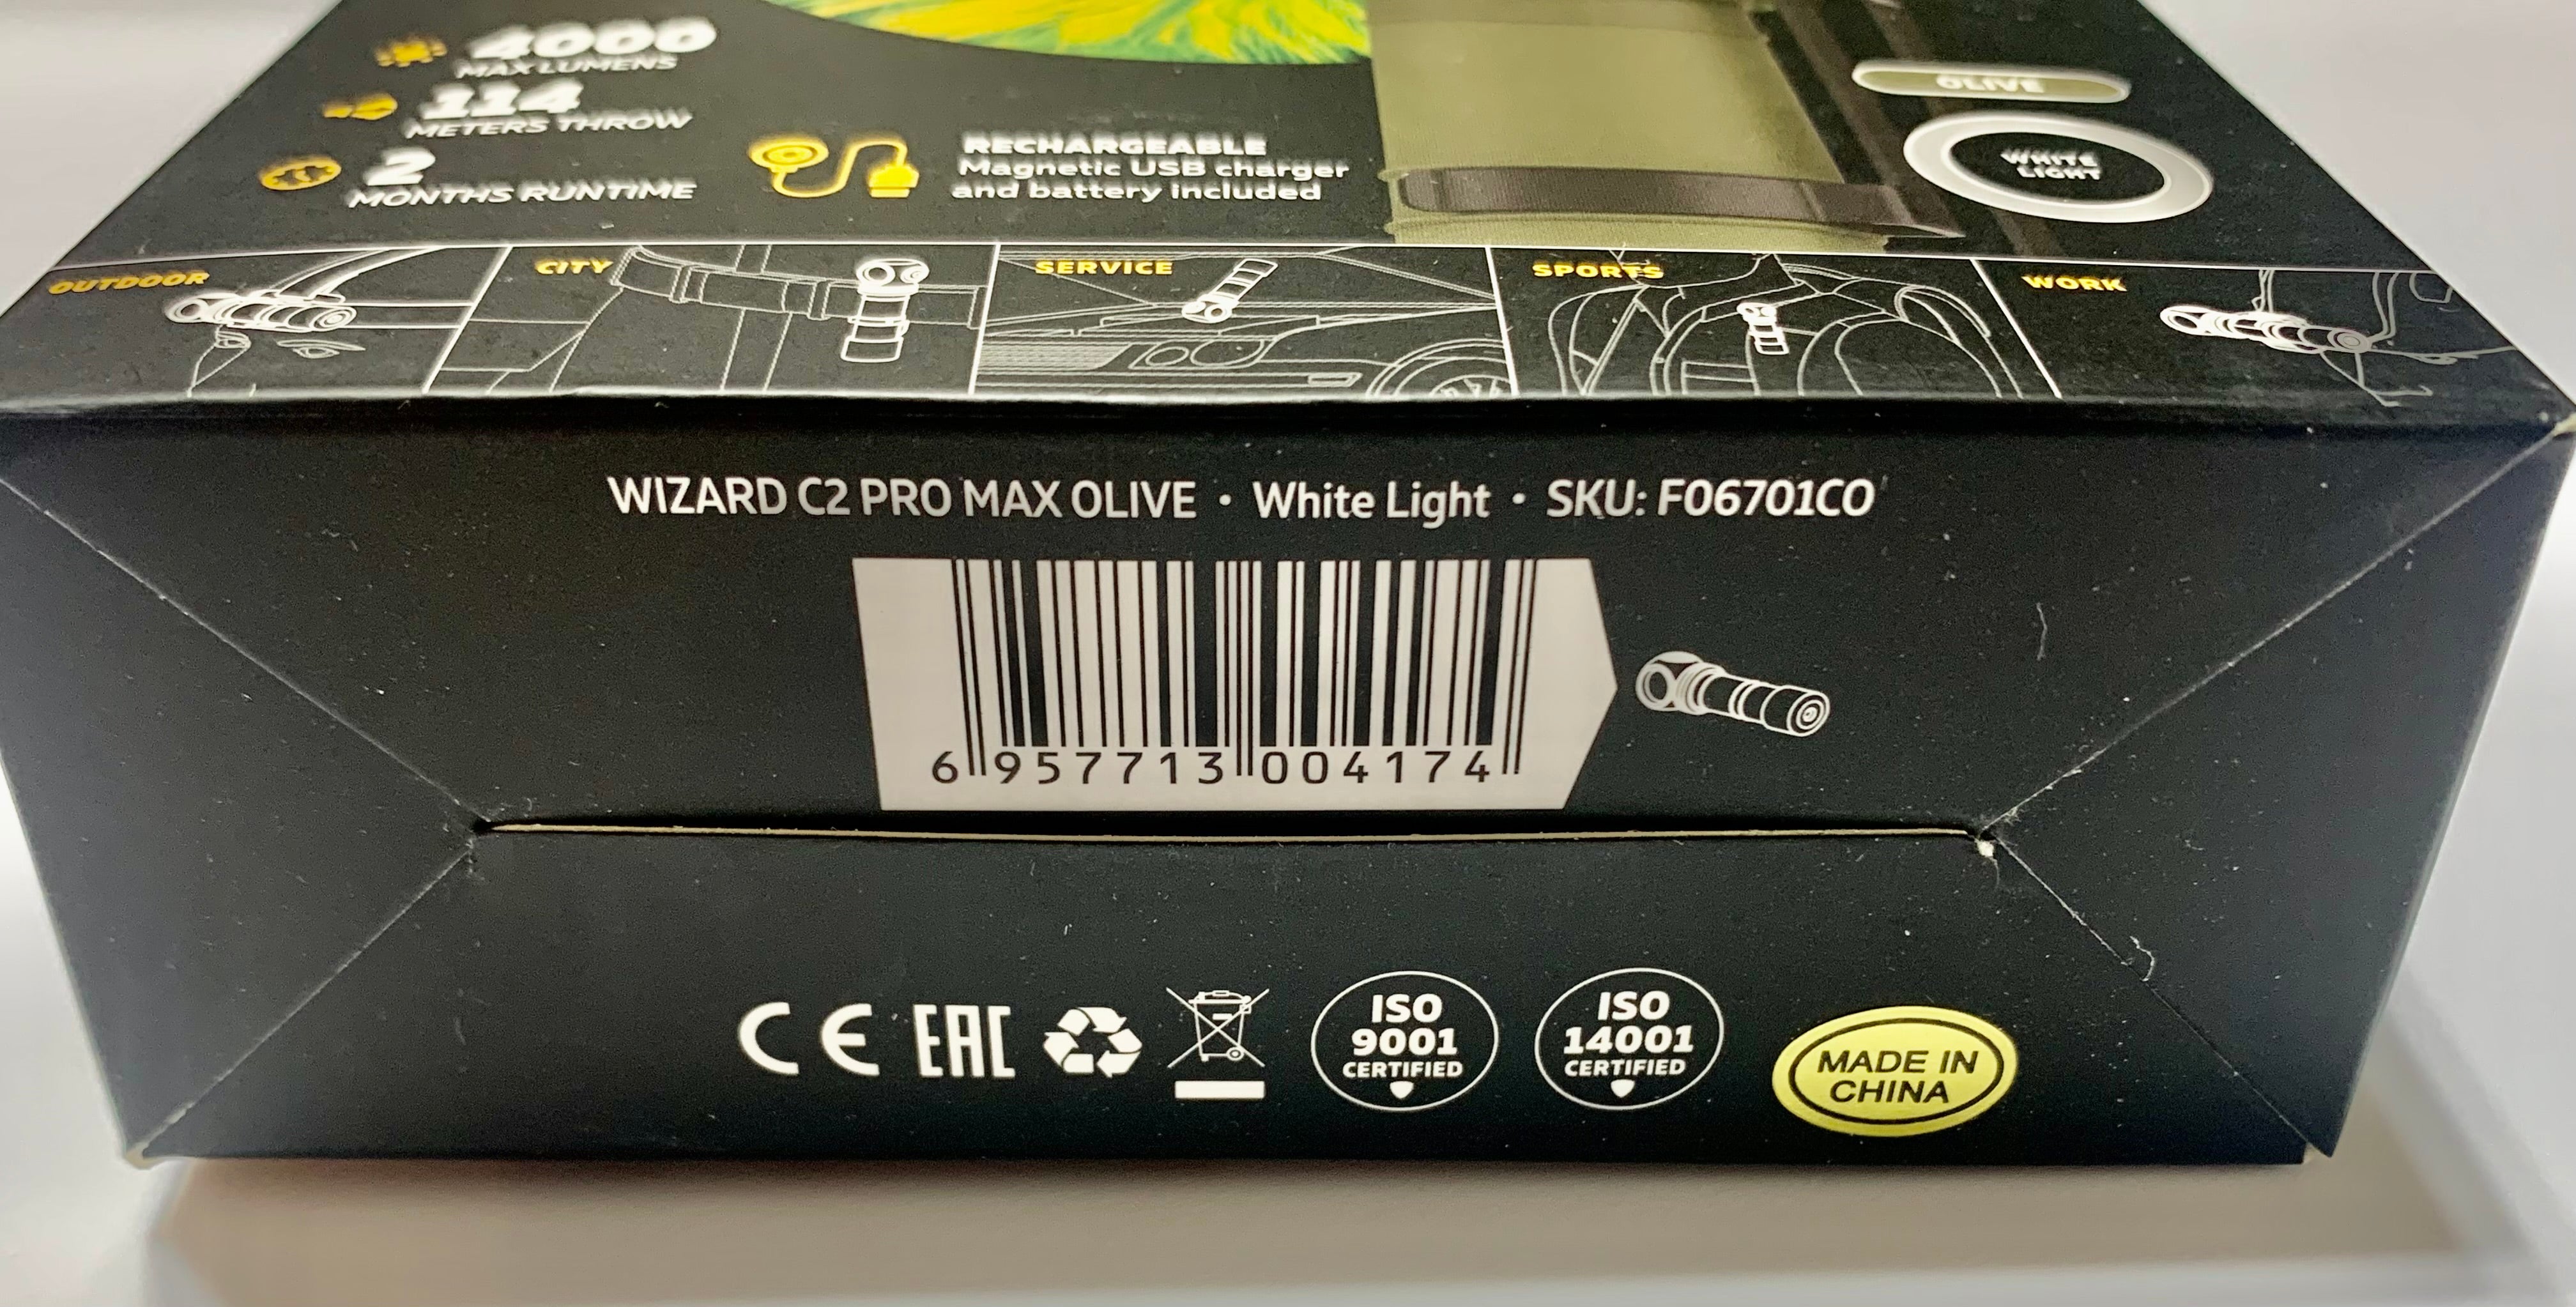 4000
MAX LUMENS
114
METERS THROW
2
MONTHS RUNTIME
RECHARGEABLE
Magnetic USB charger
and battery included
OLIVE
WHITE
LIGHT
OUTDOOR
CITY
SERVICE
SPORTS
WORK
WIZARD C2 PRO MAX OLIVE • White Light • SKU: F06701CO
6 957713 004174
CE EAC
ISO
9001
CERTIFIED
ISO
14001
CERTIFIED
MADE IN
CHINA